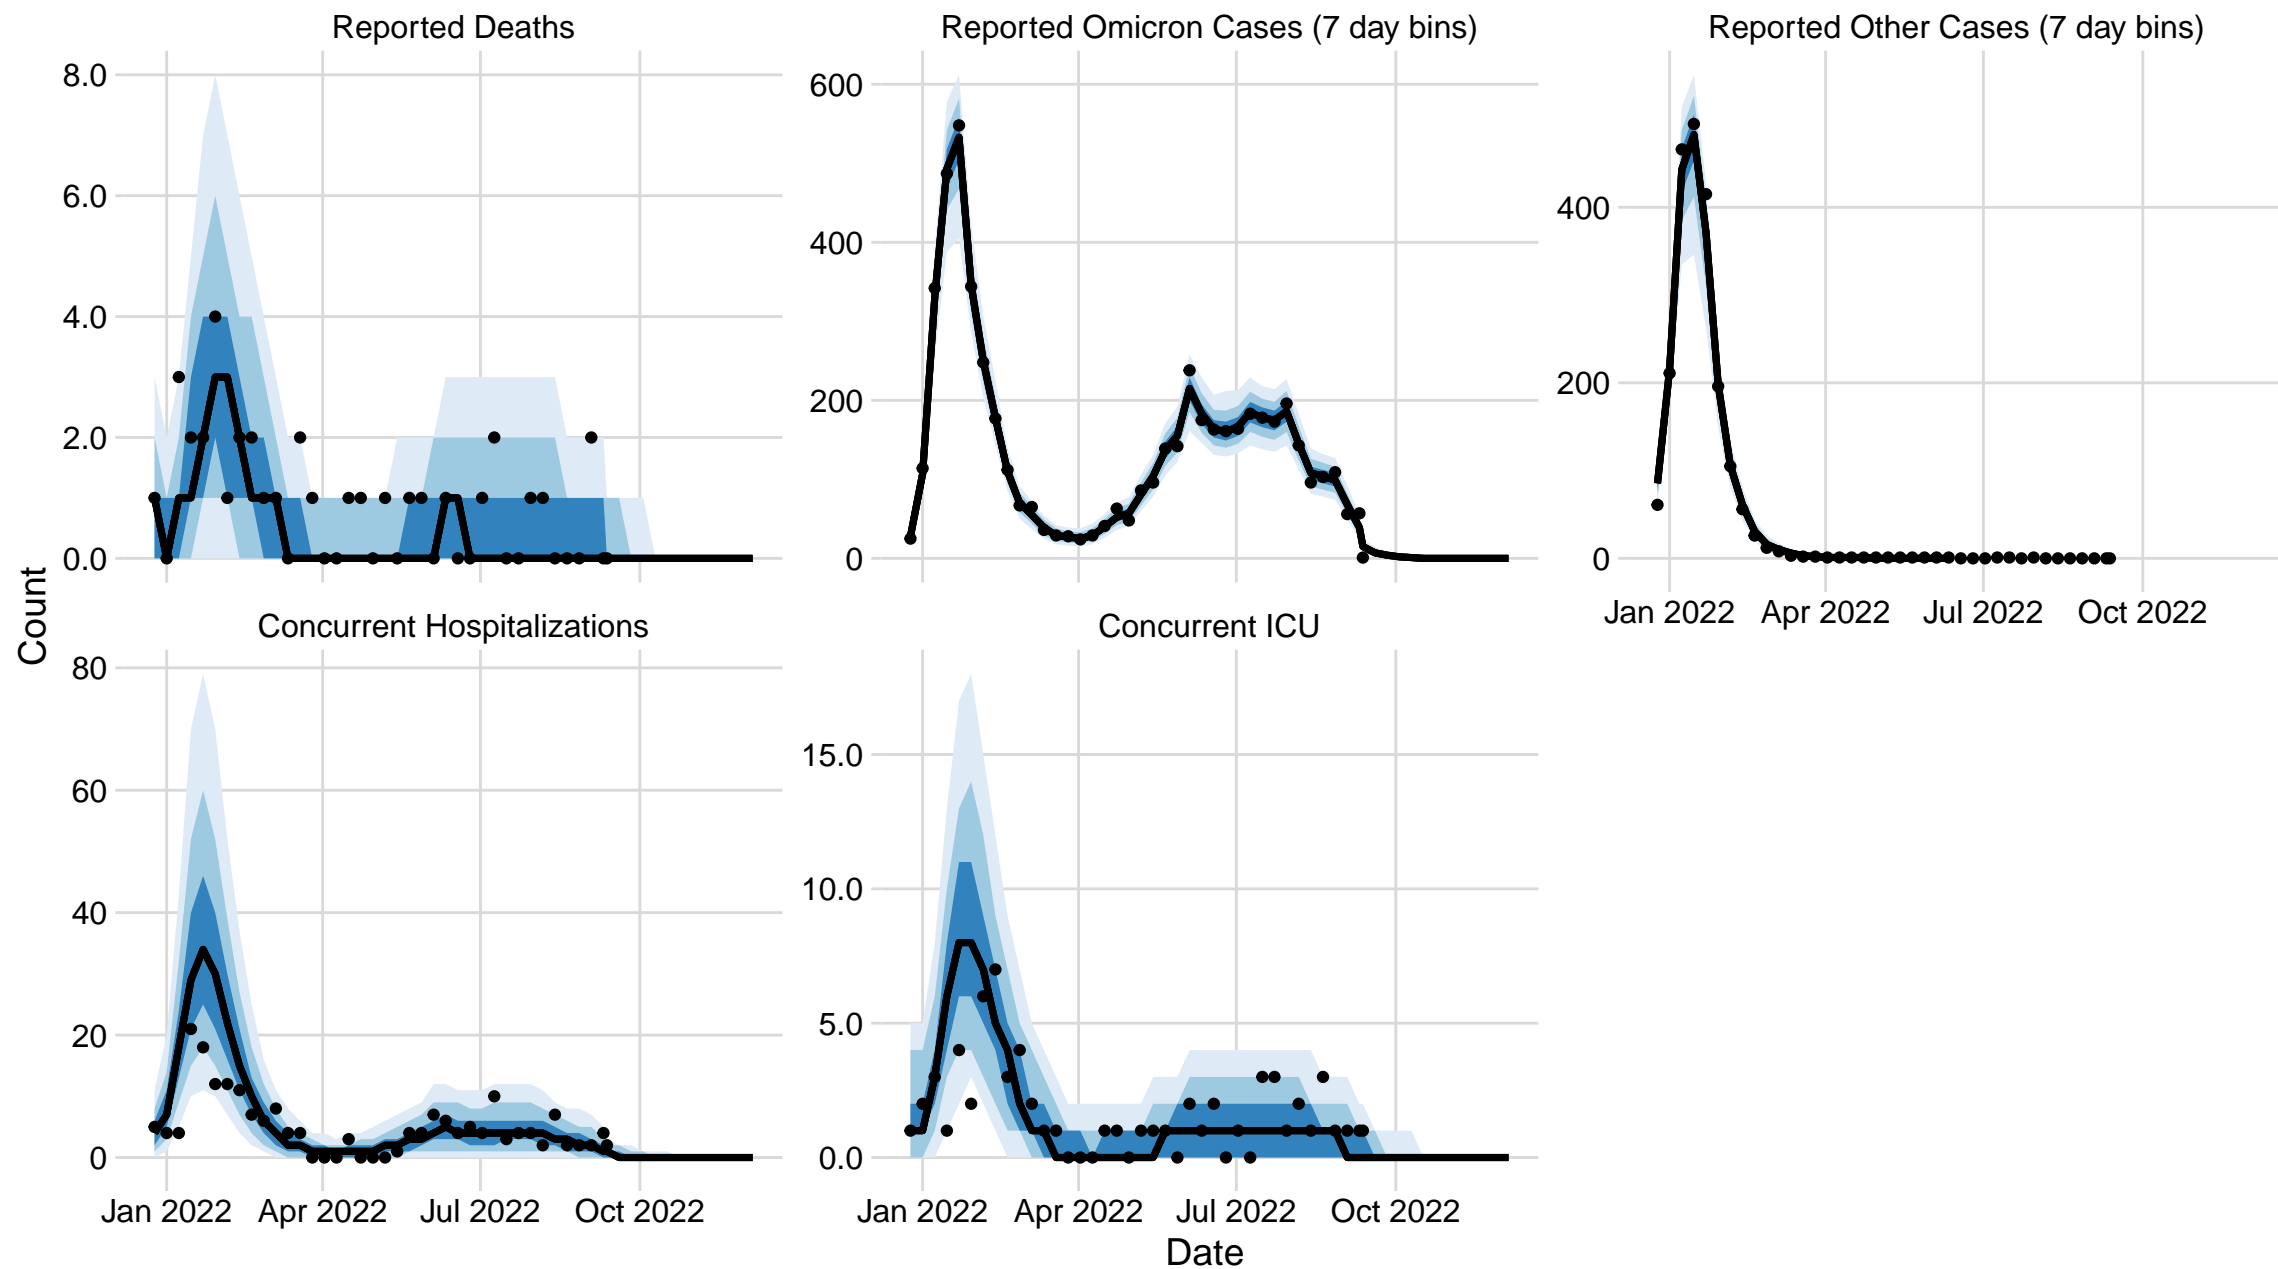 Reported Deaths
8.0
6.0
4.0
2.0
0.0
Reported Omicron Cases (7 day bins)
600
400
200
0
Reported Other Cases (7 day bins)
400
200
0
Jan 2022 Apr 2022 Jul 2022 Oct 2022
Count
Concurrent Hospitalizations
80
60
40
20
0
Jan 2022 Apr 2022 Jul 2022 Oct 2022
Concurrent ICU
15.0
10.0
5.0
0.0
Jan 2022 Apr 2022 Jul 2022 Oct 2022
Date